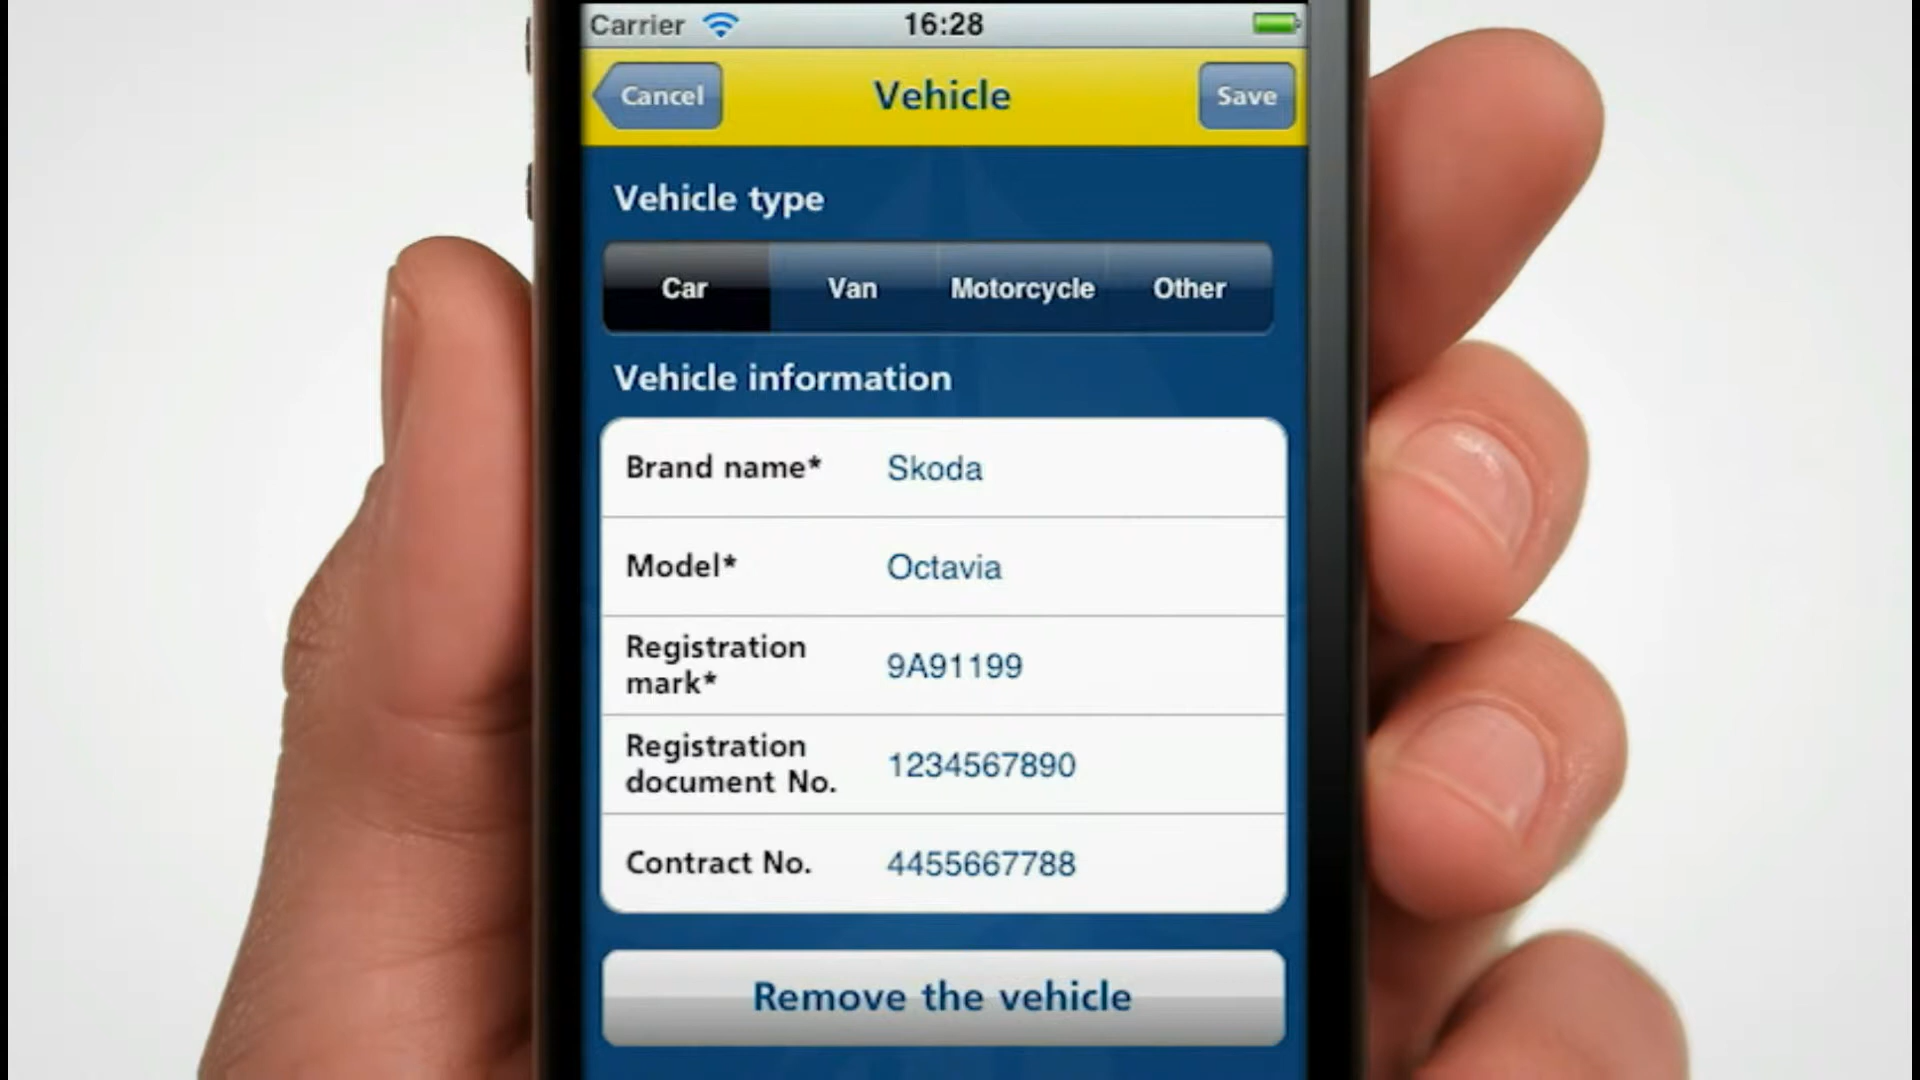 Carrier 16:28
Cancel Vehicle Save
Vehicle type
Car Van Motorcycle Other
Vehicle information
Brand name* Skoda
Model* Octavia
Registration
mark* 9A91199
Registration
document No. 1234567890
Contract No. 4455667788
Remove the vehicle